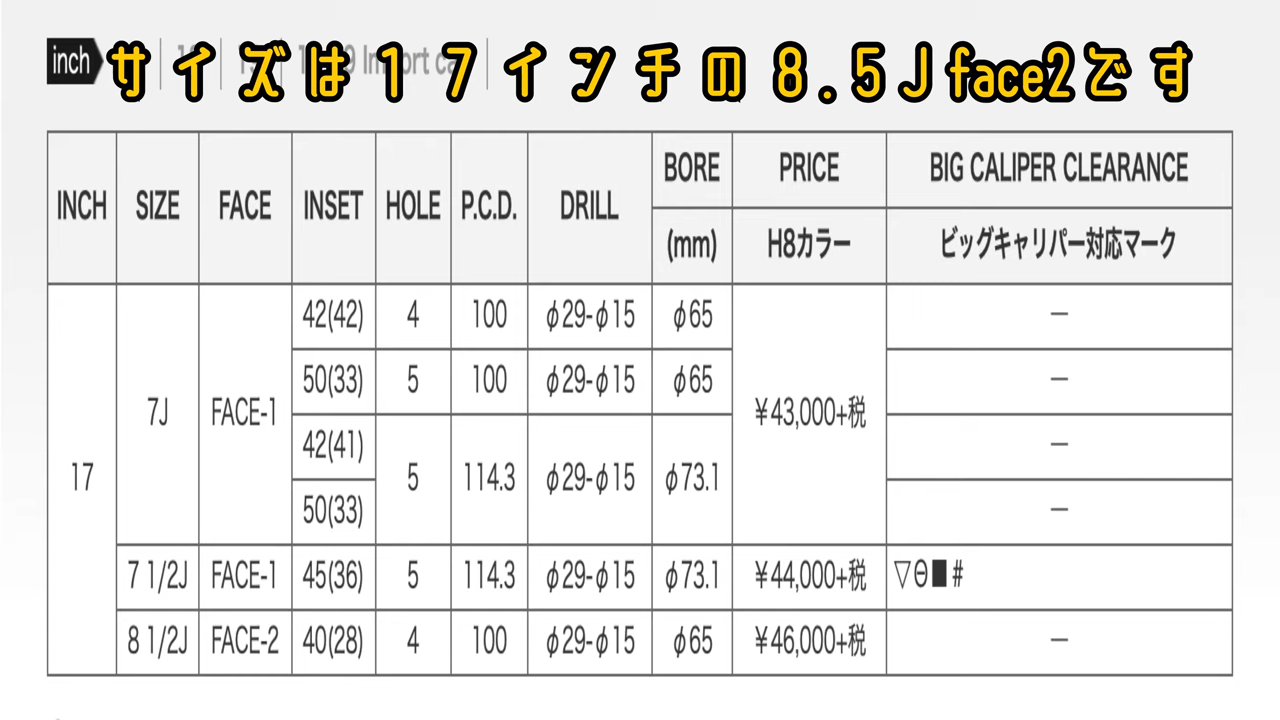 inch
サイズは17インチの8.5Jface2です
INCH SIZE FACE INSET HOLE P.C.D. DRILL BORE PRICE BIG CALIPER CLEARANCE
(mm) H8カラー ビッグキャリパー対応マーク
17 7J FACE-1 42(42) 4 100 φ29-φ15 φ65 ¥43,000+税 —
50(33) 5 100 φ29-φ15 φ65 —
42(41) 5 114.3 φ29-φ15 φ73.1 —
50(33) —
7 1/2J FACE-1 45(36) 5 114.3 φ29-φ15 φ73.1 ¥44,000+税 ▽θ■#
8 1/2J FACE-2 40(28) 4 100 φ29-φ15 φ65 ¥46,000+税 —